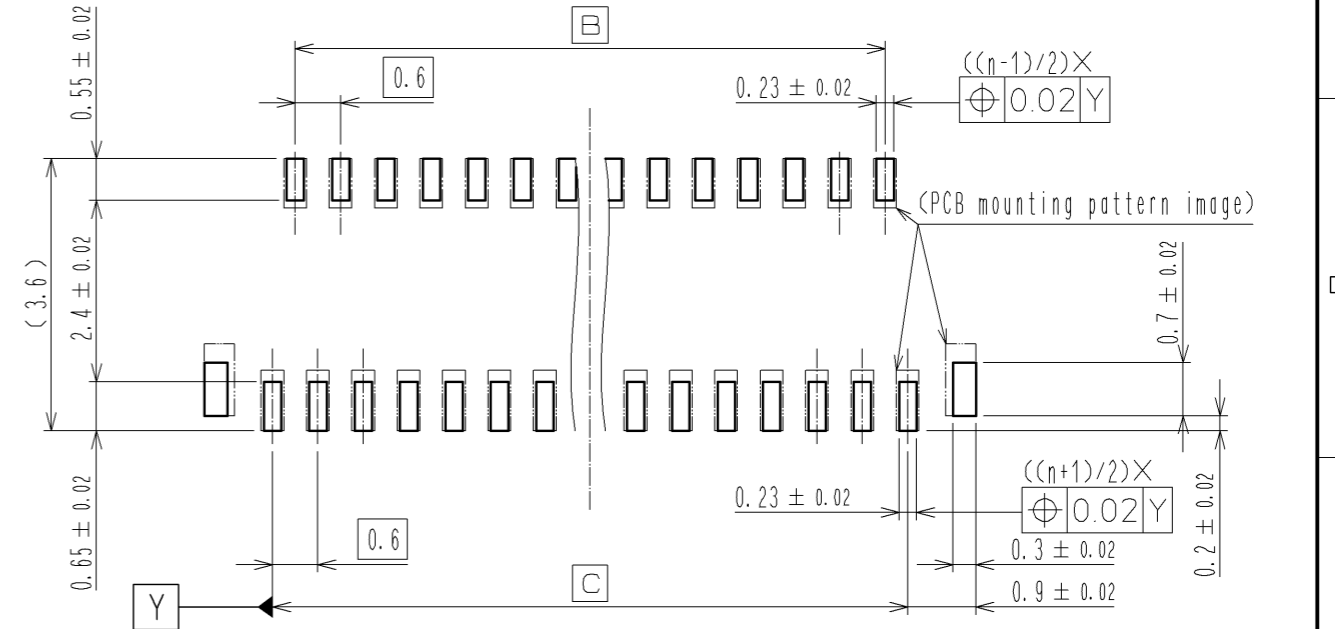 B
0.55 ± 0.02
0.6
0.23 ± 0.02
((n-1)/2)X
⌖ 0.02 Y
(PCB mounting pattern image)
(3.6)
2.4 ± 0.02
0.7 ± 0.02
D
0.65 ± 0.02
0.6
0.23 ± 0.02
((n+1)/2)X
⌖ 0.02 Y
0.2 ± 0.02
0.3 ± 0.02
C
0.9 ± 0.02
Y